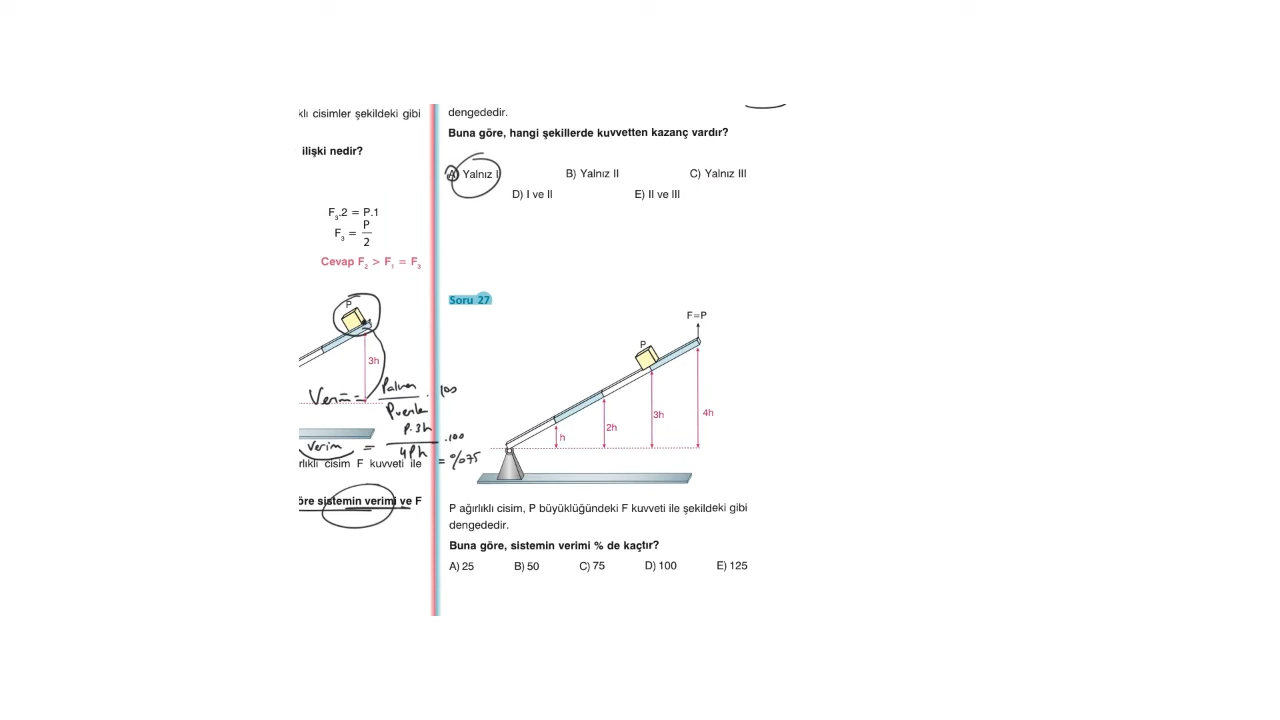 klı cisimler şekildeki gibi
ilişki nedir?
F₃.2 = P.1
F₃ = P/2
Cevap F₂ > F₁ = F₃
P
3h
Verim = Palınan/Pverilen . 100
verim = P.3h/4Ph .100
= %75
rlıklı cisim F kuvveti ile
öre sistemin verimi ve F
dengededir.
Buna göre, hangi şekillerde kuvvetten kazanç vardır?
A) Yalnız I B) Yalnız II C) Yalnız III
D) I ve II E) II ve III
Soru 27
F=P
P
h
2h
3h
4h
P ağırlıklı cisim, P büyüklüğündeki F kuvveti ile şekildeki gibi
dengededir.
Buna göre, sistemin verimi % de kaçtır?
A) 25 B) 50 C) 75 D) 100 E) 125